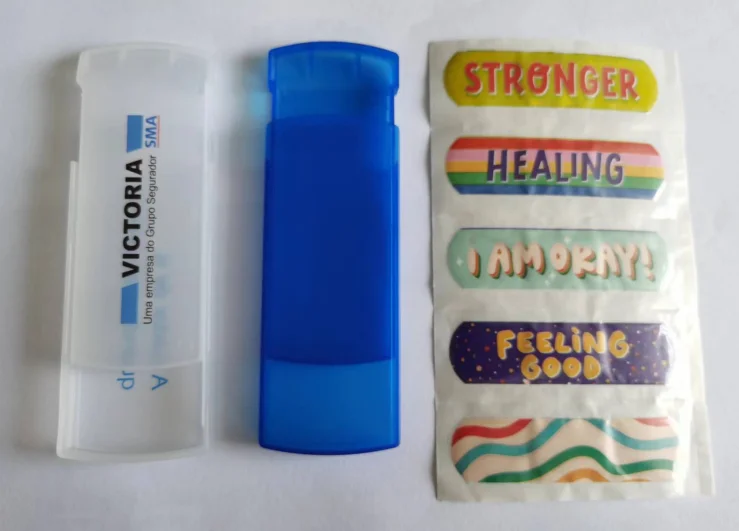 VICTORIA SMA
Uma empresa do Grupo Segurador
STRONGER
HEALING
I AM OKAY!
FEELING
GOOD